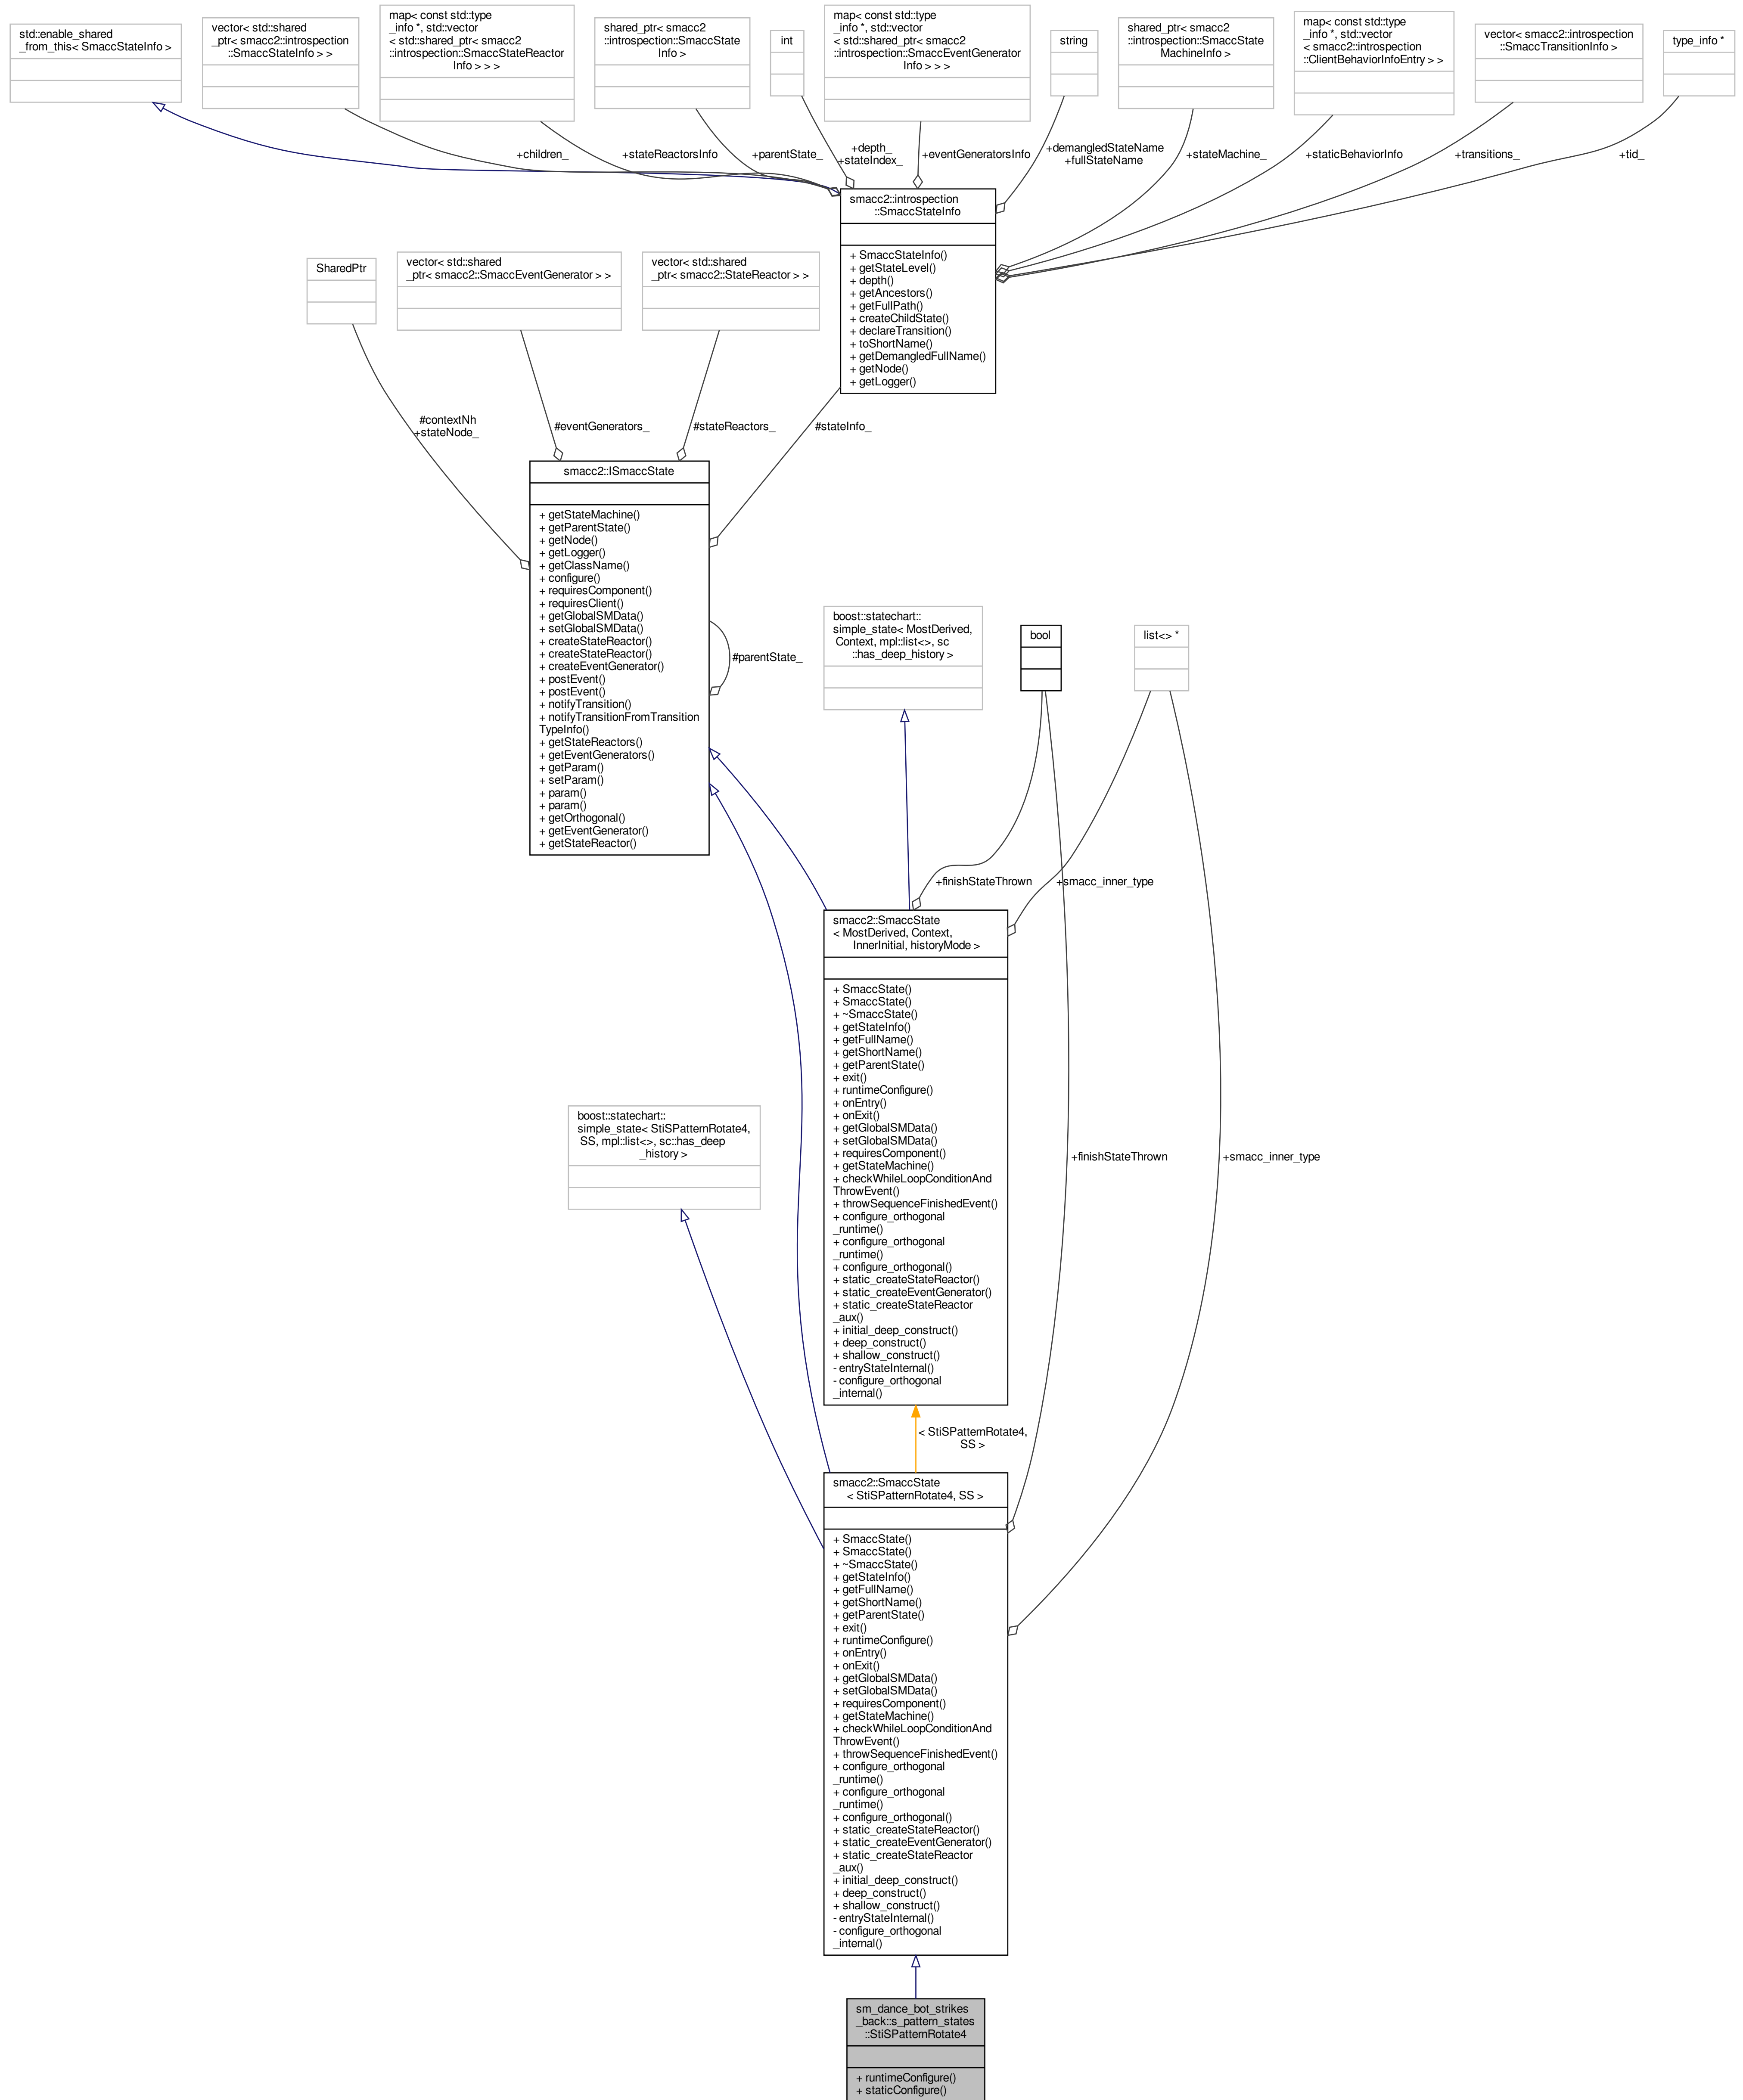 std::enable_shared
_from_this< SmaccStateInfo >
vector< std::shared
_ptr< smacc2::introspection
::SmaccStateInfo > >
map< const std::type
_info *, std::vector
< std::shared_ptr< smacc2
::introspection::SmaccStateReactor
Info > > >
shared_ptr< smacc2
::introspection::SmaccState
Info >
int
map< const std::type
_info *, std::vector
< std::shared_ptr< smacc2
::introspection::SmaccEventGenerator
Info > > >
string
shared_ptr< smacc2
::introspection::SmaccState
MachineInfo >
map< const std::type
_info *, std::vector
< smacc2::introspection
::ClientBehaviorInfoEntry > >
vector< smacc2::introspection
::SmaccTransitionInfo >
type_info *
+children_
+stateReactorsInfo
+parentState_
+depth_
+stateIndex_
+eventGeneratorsInfo
+demangledStateName
+fullStateName
+stateMachine_
+staticBehaviorInfo
+transitions_
+tid_
smacc2::introspection
::SmaccStateInfo
+ SmaccStateInfo()
+ getStateLevel()
+ depth()
+ getAncestors()
+ getFullPath()
+ createChildState()
+ declareTransition()
+ toShortName()
+ getDemangledFullName()
+ getNode()
+ getLogger()
SharedPtr
vector< std::shared
_ptr< smacc2::SmaccEventGenerator > >
vector< std::shared
_ptr< smacc2::StateReactor > >
#contextNh
+stateNode_
#eventGenerators_
#stateReactors_
#stateInfo_
smacc2::ISmaccState
+ getStateMachine()
+ getParentState()
+ getNode()
+ getLogger()
+ getClassName()
+ configure()
+ requiresComponent()
+ requiresClient()
+ getGlobalSMData()
+ setGlobalSMData()
+ createStateReactor()
+ createStateReactor()
+ createEventGenerator()
+ postEvent()
+ postEvent()
+ notifyTransition()
+ notifyTransitionFromTransition
TypeInfo()
+ getStateReactors()
+ getEventGenerators()
+ getParam()
+ setParam()
+ param()
+ param()
+ getOrthogonal()
+ getEventGenerator()
+ getStateReactor()
#parentState_
boost::statechart::
simple_state< MostDerived,
Context, mpl::list<>, sc
::has_deep_history >
bool
list<> *
+finishStateThrown
+smacc_inner_type
smacc2::SmaccState
< MostDerived, Context,
InnerInitial, historyMode >
+ SmaccState()
+ SmaccState()
+ ~SmaccState()
+ getStateInfo()
+ getFullName()
+ getShortName()
+ getParentState()
+ exit()
+ runtimeConfigure()
+ onEntry()
+ onExit()
+ getGlobalSMData()
+ setGlobalSMData()
+ requiresComponent()
+ getStateMachine()
+ checkWhileLoopConditionAnd
ThrowEvent()
+ throwSequenceFinishedEvent()
+ configure_orthogonal
_runtime()
+ configure_orthogonal
_runtime()
+ configure_orthogonal()
+ static_createStateReactor()
+ static_createEventGenerator()
+ static_createStateReactor
_aux()
+ initial_deep_construct()
+ deep_construct()
+ shallow_construct()
- entryStateInternal()
- configure_orthogonal
_internal()
boost::statechart::
simple_state< StiSPatternRotate4,
SS, mpl::list<>, sc::has_deep
_history >
+finishStateThrown
+smacc_inner_type
< StiSPatternRotate4,
SS >
smacc2::SmaccState
< StiSPatternRotate4, SS >
+ SmaccState()
+ SmaccState()
+ ~SmaccState()
+ getStateInfo()
+ getFullName()
+ getShortName()
+ getParentState()
+ exit()
+ runtimeConfigure()
+ onEntry()
+ onExit()
+ getGlobalSMData()
+ setGlobalSMData()
+ requiresComponent()
+ getStateMachine()
+ checkWhileLoopConditionAnd
ThrowEvent()
+ throwSequenceFinishedEvent()
+ configure_orthogonal
_runtime()
+ configure_orthogonal
_runtime()
+ configure_orthogonal()
+ static_createStateReactor()
+ static_createEventGenerator()
+ static_createStateReactor
_aux()
+ initial_deep_construct()
+ deep_construct()
+ shallow_construct()
- entryStateInternal()
- configure_orthogonal
_internal()
sm_dance_bot_strikes
_back::s_pattern_states
::StiSPatternRotate4
+ runtimeConfigure()
+ staticConfigure()